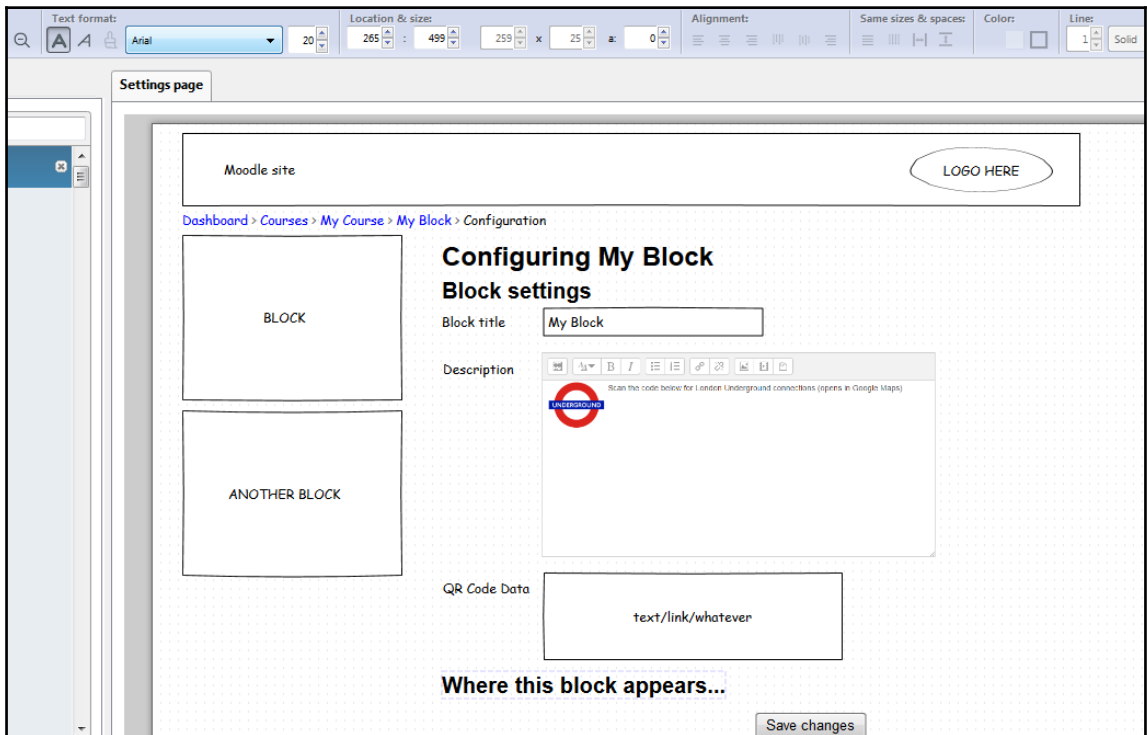 Text format: Location & size: Alignment: Same sizes & spaces: Color: Line:
A A Arial 20 265 : 499 259 x 25 a: 0 1 Solid
Settings page
Moodle site LOGO HERE
Dashboard > Courses > My Course > My Block > Configuration
Configuring My Block
Block settings
BLOCK
Block title My Block
Description
B I
Scan the code below for London Underground connections (opens in Google Maps)
UNDERGROUND
ANOTHER BLOCK
QR Code Data
text/link/whatever
Where this block appears...
Save changes